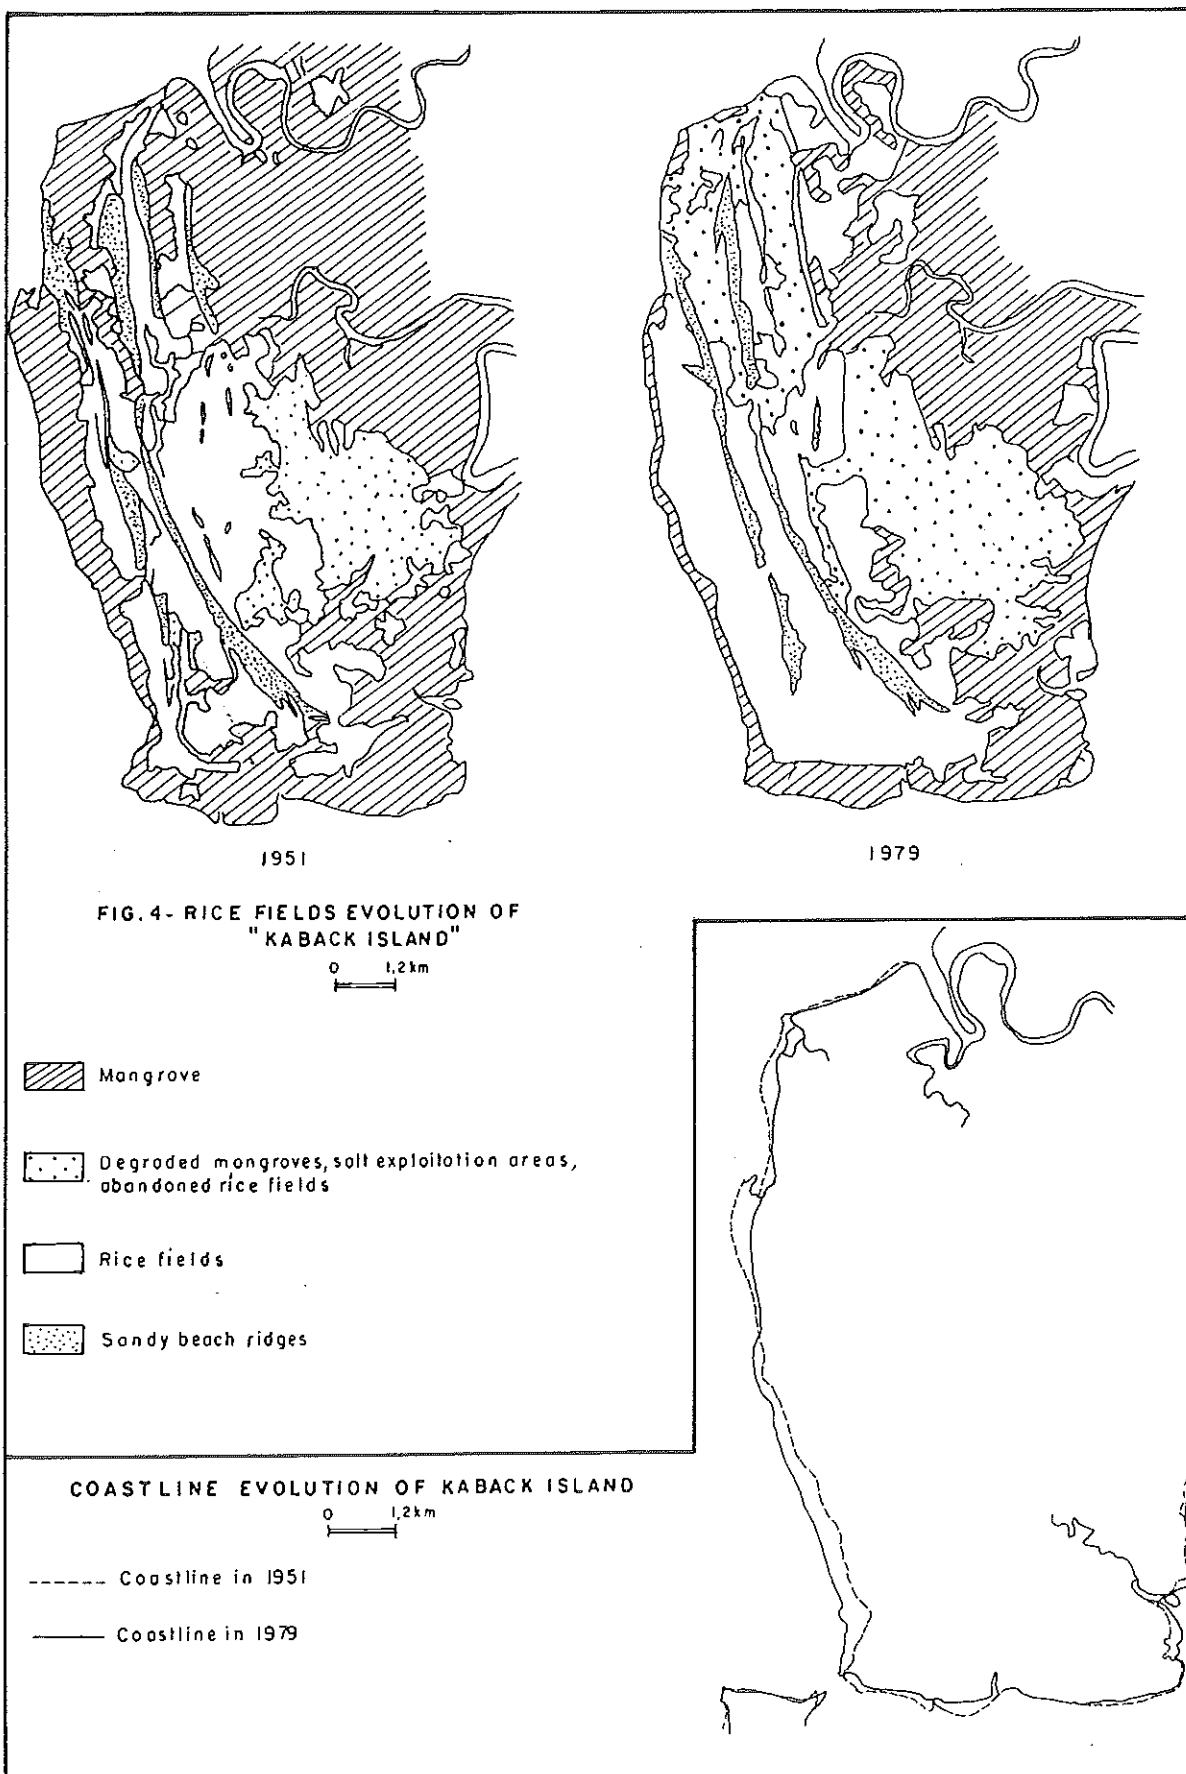 1951
1979
FIG. 4- RICE FIELDS EVOLUTION OF
"KABACK ISLAND"
0 1,2 km
Mangrove
Degraded mangroves, salt exploitation areas,
abandoned rice fields
Rice fields
Sandy beach ridges
COASTLINE EVOLUTION OF KABACK ISLAND
0 1,2 km
Coastline in 1951
Coastline in 1979